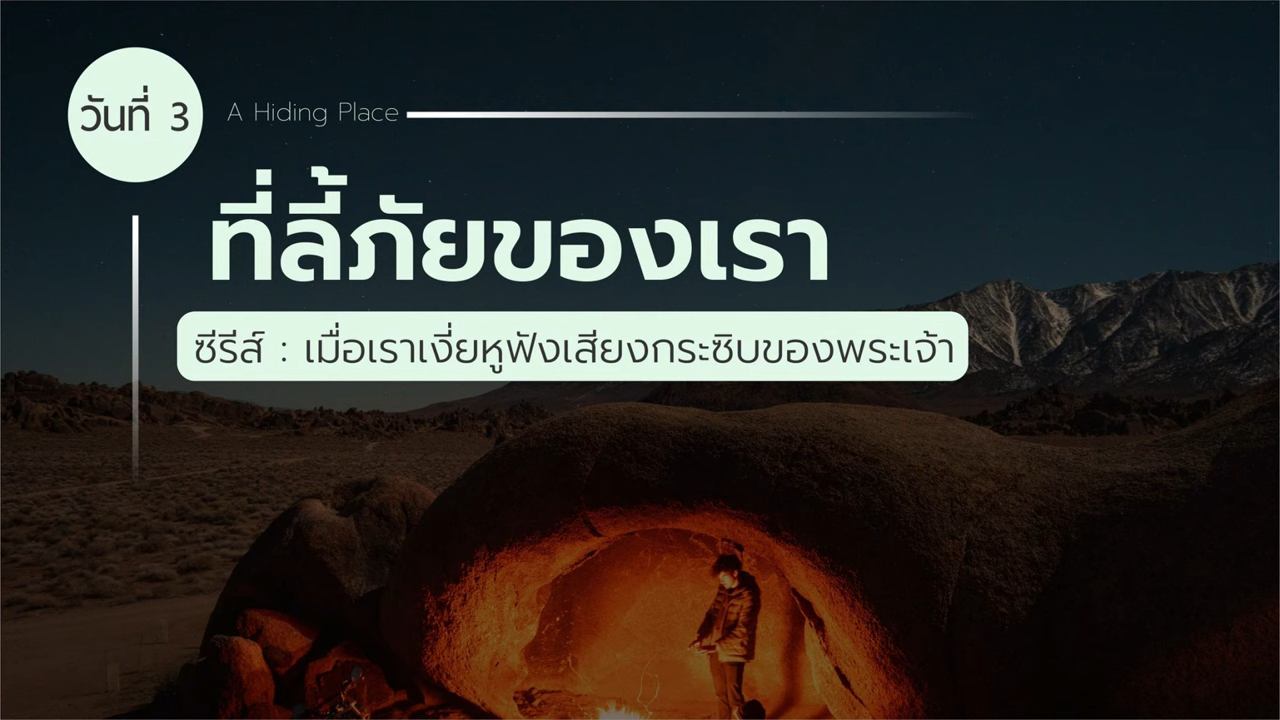 วันที่ 3
A Hiding Place
ที่ลี้ภัยของเรา
ซีรีส์ : เมื่อเราเงี่ยหูฟังเสียงกระซิบของพระเจ้า